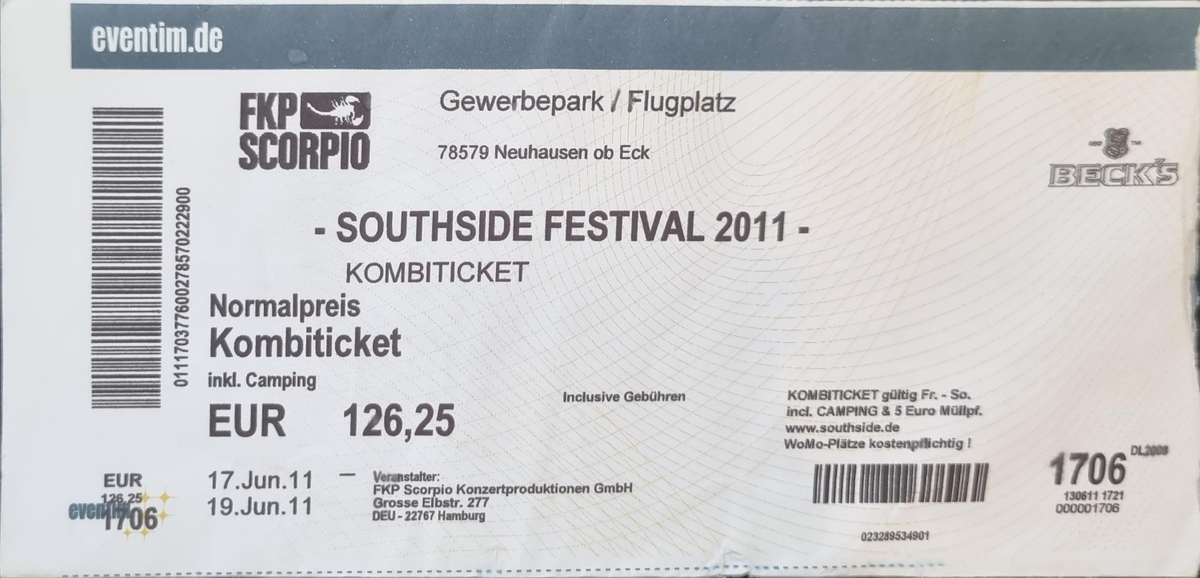 eventim.de
FKP
SCORPIO
Gewerbepark / Flugplatz
78579 Neuhausen ob Eck
BECK'S
- SOUTHSIDE FESTIVAL 2011 -
KOMBITICKET
Normalpreis
Kombiticket
inkl. Camping
EUR 126,25
Inclusive Gebühren
KOMBITICKET gültig Fr. - So.
incl. CAMPING & 5 Euro Müllpf.
www.southside.de
WoMo-Plätze kostenpflichtig !
17.Jun.11 –
19.Jun.11
Veranstalter:
FKP Scorpio Konzertproduktionen GmbH
Grosse Elbstr. 277
DEU - 22767 Hamburg
023289534901
1706
DL2008
130611 1721
000001706
EUR
126,25
eventim
1706
011170377600278570222900